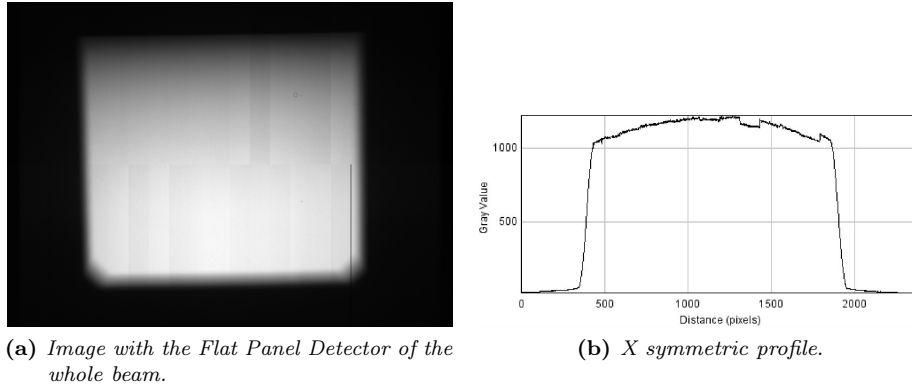 1000
500
Gray Value
0
500
1000
1500
2000
Distance (pixels)
(a) Image with the Flat Panel Detector of the
whole beam.
(b) X symmetric profile.